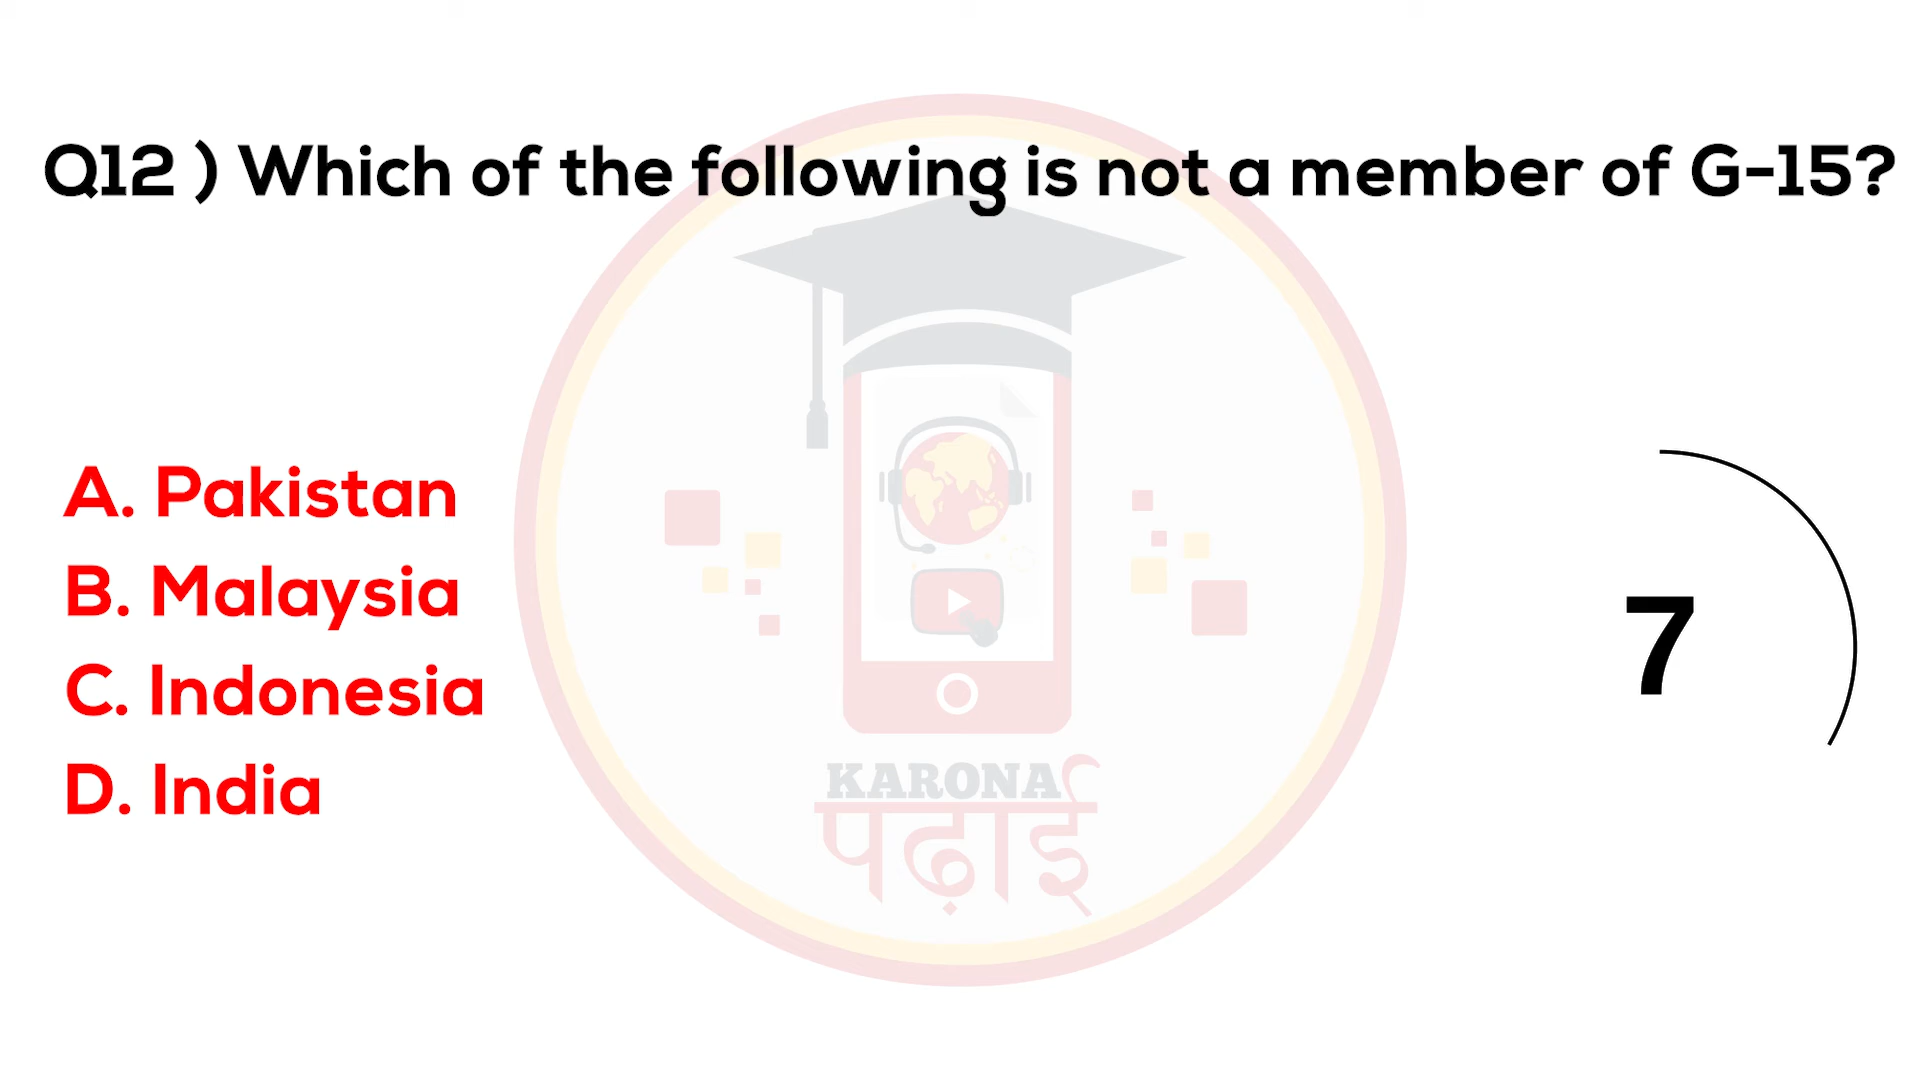 Q12 ) Which of the following is not a member of G-15?
A. Pakistan
B. Malaysia
C. Indonesia
D. India
7
KARONA
पढ़ाई